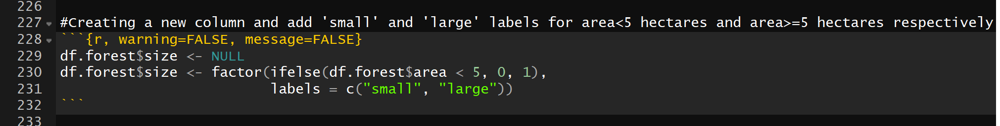 226
227 #Creating a new column and add 'small' and 'large' labels for area<5 hectares and area>=5 hectares respectively
228 ```{r, warning=FALSE, message=FALSE}
229 df.forest$size <- NULL
230 df.forest$size <- factor(ifelse(df.forest$area < 5, 0, 1),
231                          labels = c("small", "large"))
232 ```
233